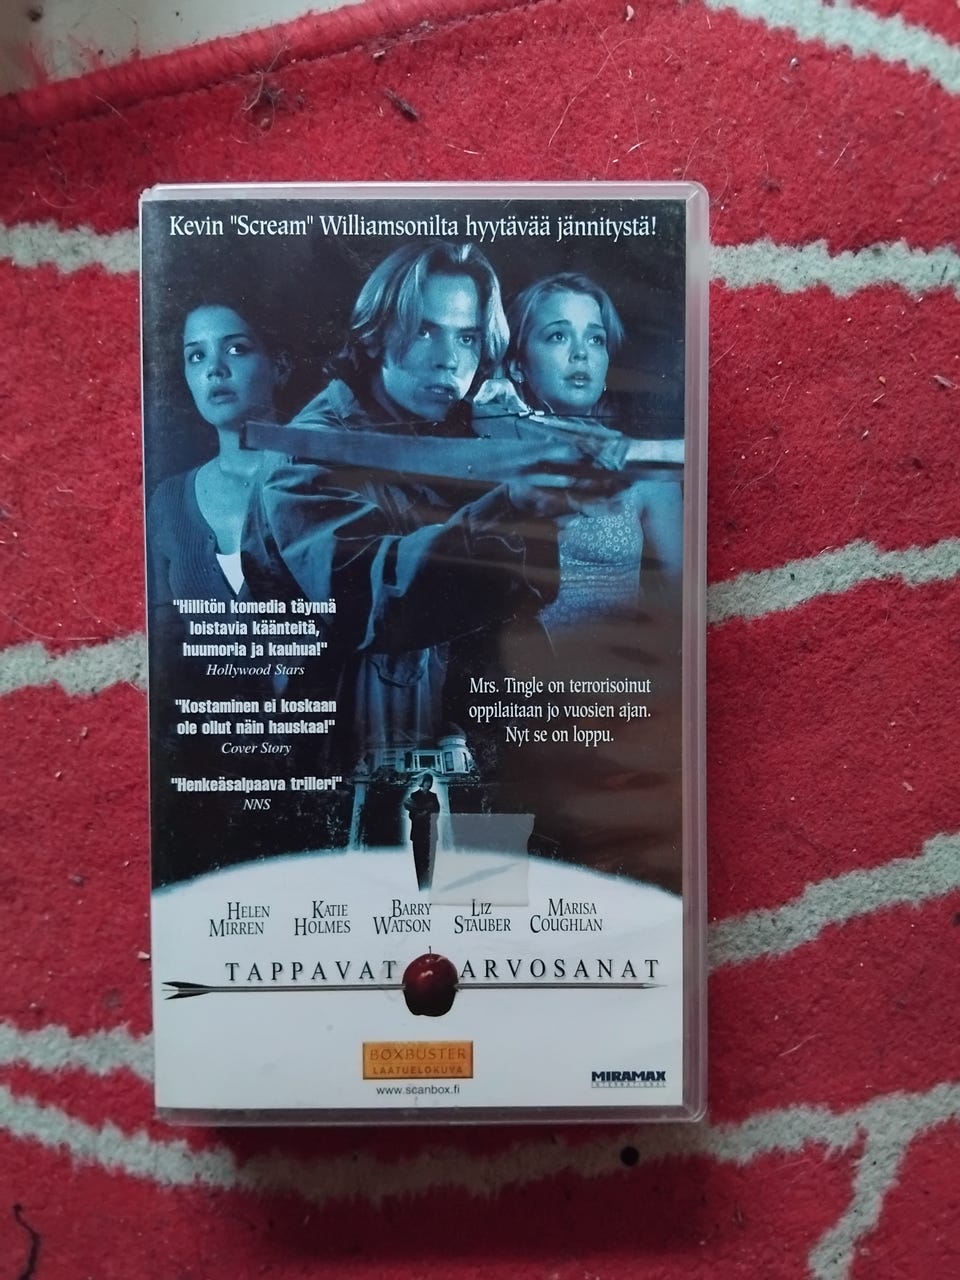 Kevin "Scream" Williamsonilta hyytävää jännitystä!
"Hillitön komedia täynnä
loistavia käänteitä,
huumoria ja kauhua!"
Hollywood Stars
"Kostaminen ei koskaan
ole ollut näin hauskaa!"
Cover Story
"Henkeäsalpaava trilleri"
NNS
Mrs. Tingle on terrorisoinut
oppilaitaan jo vuosien ajan.
Nyt se on loppu.
HELEN MIRREN
KATIE HOLMES
BARRY WATSON
LIZ STAUBER
MARISA COUGHLAN
TAPPAVAT ARVOSANAT
BOXBUSTER
LAATUELOKUVA
www.scanbox.fi
MIRAMAX
INTERNATIONAL